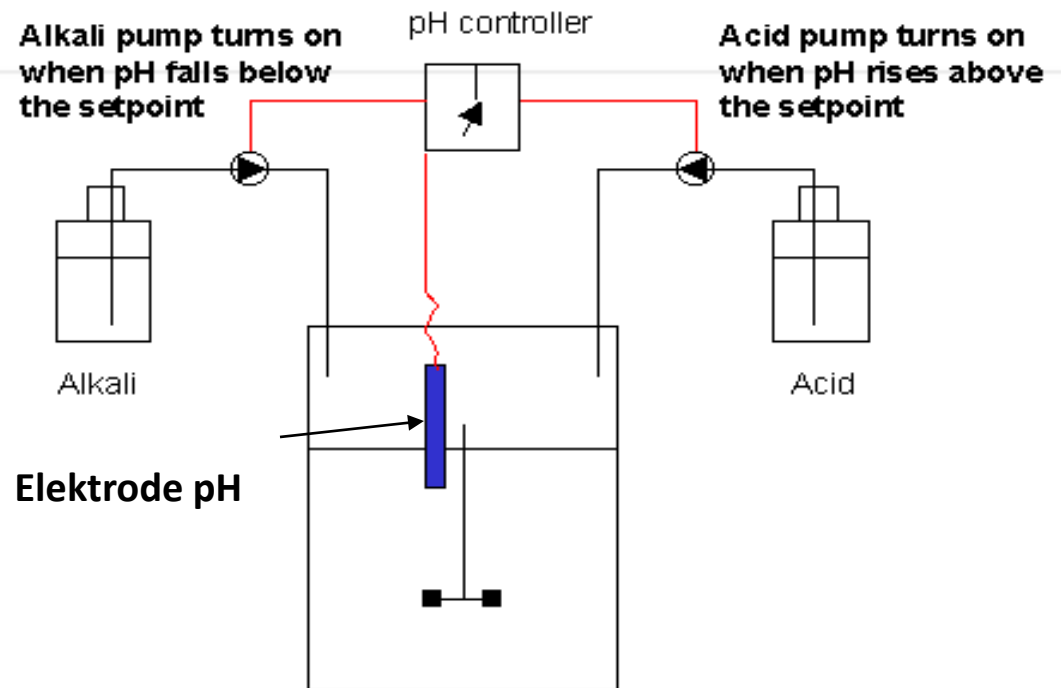 Alkali pump turns on
when pH falls below
the setpoint
pH controller
Acid pump turns on
when pH rises above
the setpoint
Alkali
Acid
Elektrode pH